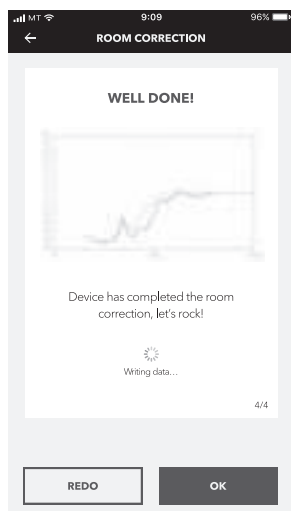 MT 9:09 96%
ROOM CORRECTION
WELL DONE!
Device has completed the room
correction, let's rock!
Writing data...
4/4
REDO OK